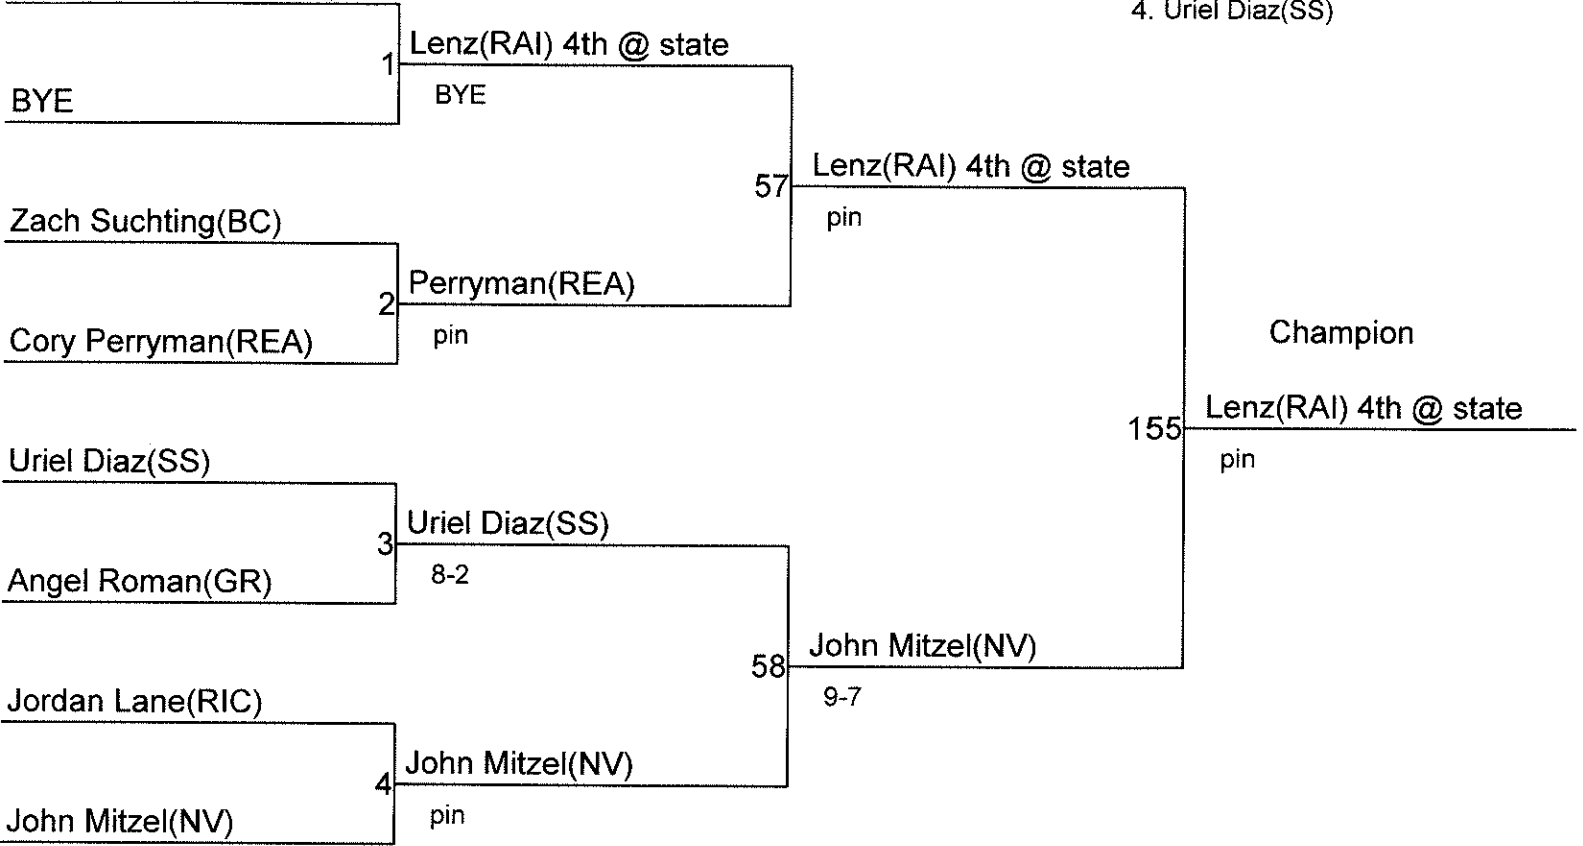 4. Uriel Diaz(SS)
Lenz(RAI) 4th @ state
1
BYE
BYE
Lenz(RAI) 4th @ state
57
pin
Zach Suchting(BC)
Perryman(REA)
2
pin
Cory Perryman(REA)
Champion
Lenz(RAI) 4th @ state
155
pin
Uriel Diaz(SS)
Uriel Diaz(SS)
3
8-2
Angel Roman(GR)
John Mitzel(NV)
58
9-7
Jordan Lane(RIC)
John Mitzel(NV)
4
pin
John Mitzel(NV)